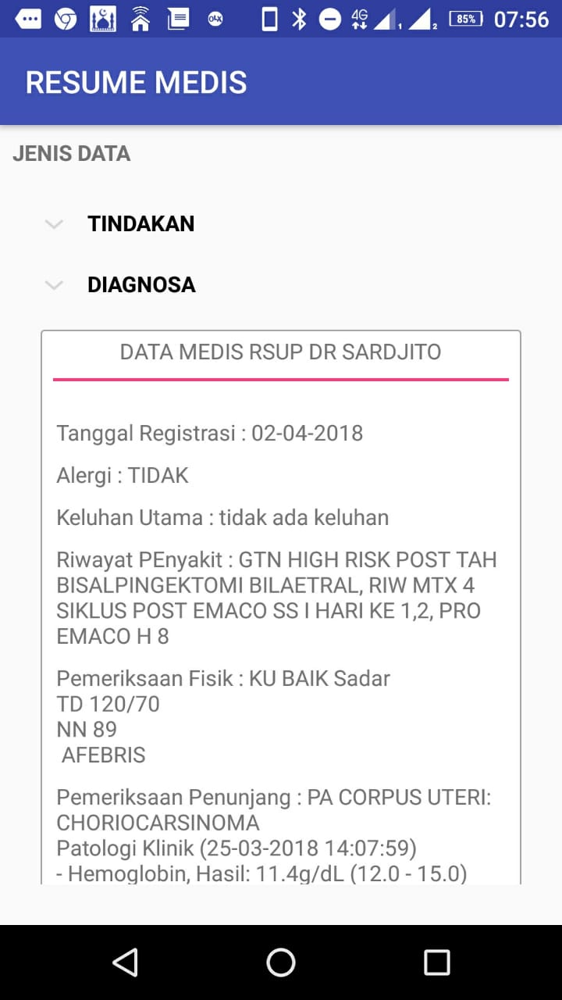 4G
1
2
85%
07:56
olx
RESUME MEDIS
JENIS DATA
TINDAKAN
DIAGNOSA
DATA MEDIS RSUP DR SARDJITO
Tanggal Registrasi : 02-04-2018
Alergi : TIDAK
Keluhan Utama : tidak ada keluhan
Riwayat PEnyakit : GTN HIGH RISK POST TAH
BISALPINGEKTOMI BILAETRAL, RIW MTX 4
SIKLUS POST EMACO SS I HARI KE 1,2, PRO
EMACO H 8
Pemeriksaan Fisik : KU BAIK Sadar
TD 120/70
NN 89
AFEBRIS
Pemeriksaan Penunjang : PA CORPUS UTERI:
CHORIOCARSINOMA
Patologi Klinik (25-03-2018 14:07:59)
- Hemoglobin, Hasil: 11.4g/dL (12.0 - 15.0)